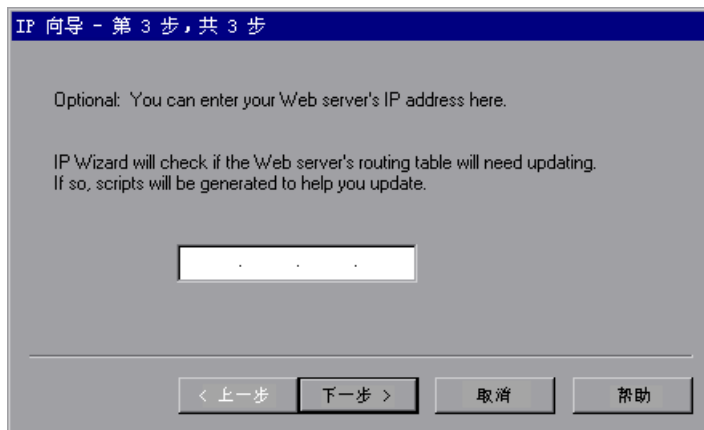 IP 向导 - 第 3 步,共 3 步
Optional: You can enter your Web server's IP address here.
IP Wizard will check if the Web server's routing table will need updating.
If so, scripts will be generated to help you update.
. . .
< 上一步 下一步 > 取消 帮助